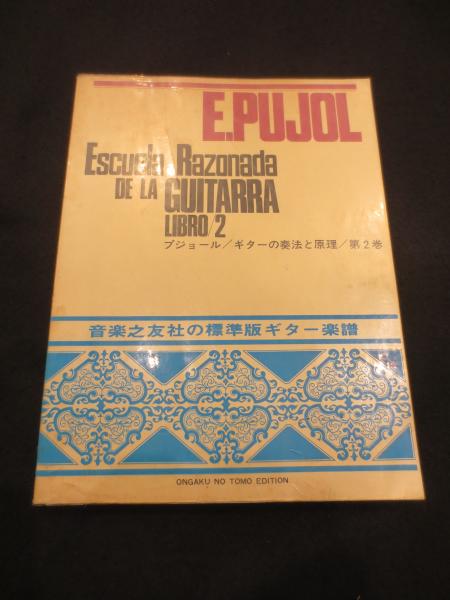 E.PUJOL
Escuela Razonada
DE LA GUITARRA
LIBRO/2
プジョール/ギターの奏法と原理/第2巻
音楽之友社の標準版ギター楽譜
ONGAKU NO TOMO EDITION